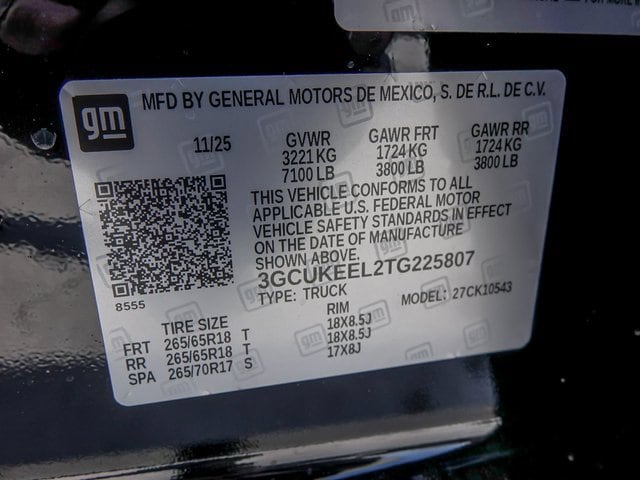 gm
MFD BY GENERAL MOTORS DE MEXICO, S. DE R.L. DE C.V.
11/25
GVWR GAWR FRT GAWR RR
3221 KG 1724 KG 1724 KG
7100 LB 3800 LB 3800 LB
THIS VEHICLE CONFORMS TO ALL
APPLICABLE U.S. FEDERAL MOTOR
VEHICLE SAFETY STANDARDS IN EFFECT
ON THE DATE OF MANUFACTURE
SHOWN ABOVE.
3GCUKEEL2TG225807
8555
TYPE: TRUCK MODEL: 27CK10543
TIRE SIZE RIM
FRT 265/65R18 T 18X8.5J
RR 265/65R18 T 18X8.5J
SPA 265/70R17 S 17X8J